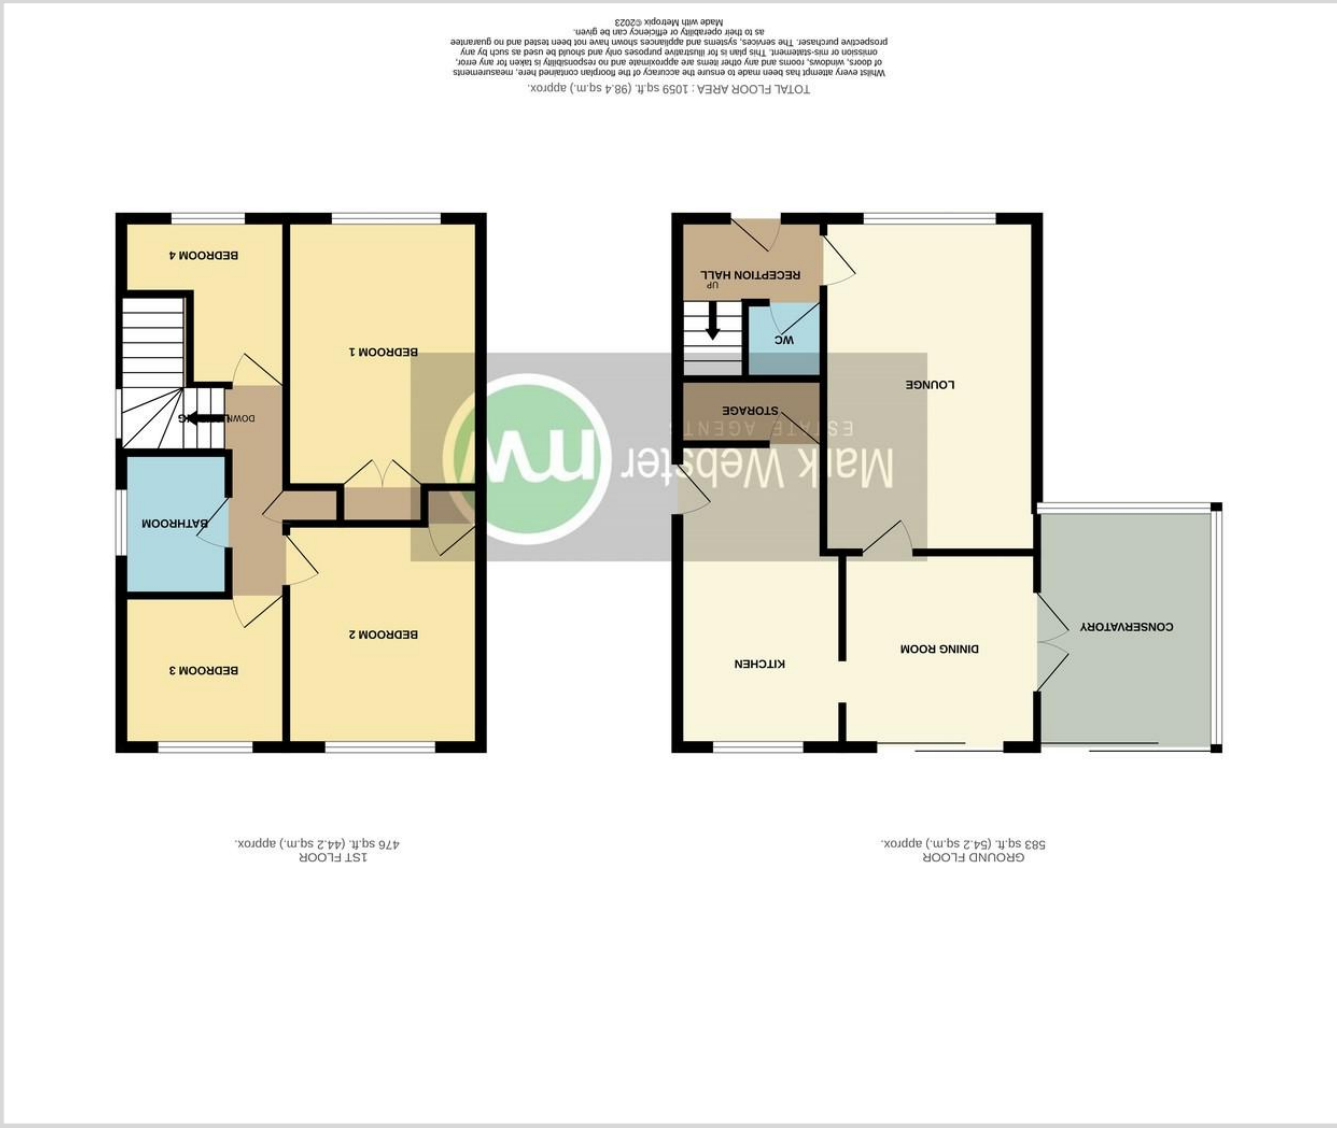 GROUND FLOOR
583 sq.ft. (54.2 sq.m.) approx.
1ST FLOOR
476 sq.ft. (44.2 sq.m.) approx.
CONSERVATORY
DINING ROOM
KITCHEN
LOUNGE
STORAGE
WC
UP
RECEPTION HALL
BEDROOM 2
BEDROOM 3
BATHROOM
LANDING
DOWN
BEDROOM 1
BEDROOM 4
Mark Webster
ESTATE AGENTS
mw
TOTAL FLOOR AREA : 1059 sq.ft. (98.4 sq.m.) approx.
Whilst every attempt has been made to ensure the accuracy of the floorplan contained here, measurements
of doors, windows, rooms and any other items are approximate and no responsibility is taken for any error,
omission or mis-statement. This plan is for illustrative purposes only and should be used as such by any
prospective purchaser. The services, systems and appliances shown have not been tested and no guarantee
as to their operability or efficiency can be given.
Made with Metropix ©2023